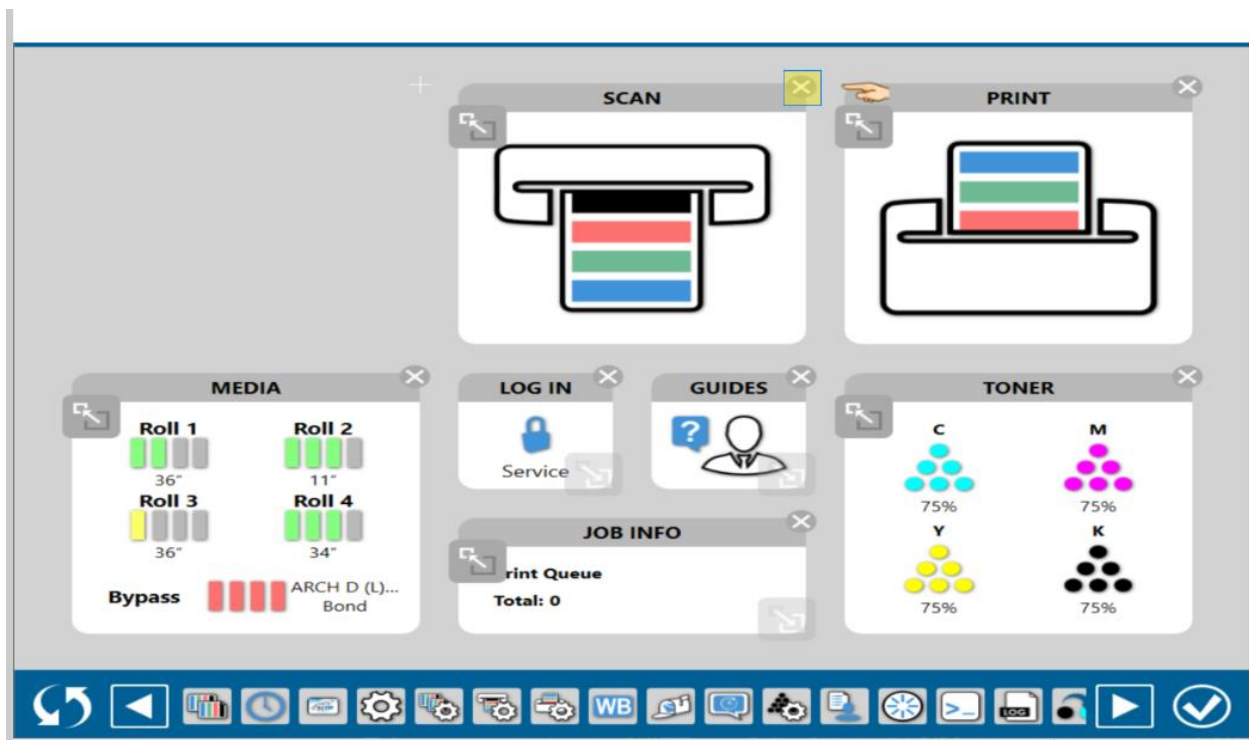 SCAN
PRINT
MEDIA
Roll 1
Roll 2
36"
11"
Roll 3
Roll 4
36"
34"
Bypass
ARCH D (L)...
Bond
LOG IN
Service
GUIDES
?
JOB INFO
rint Queue
Total: 0
TONER
C
M
75%
75%
Y
K
75%
75%
WB
>_
LOG